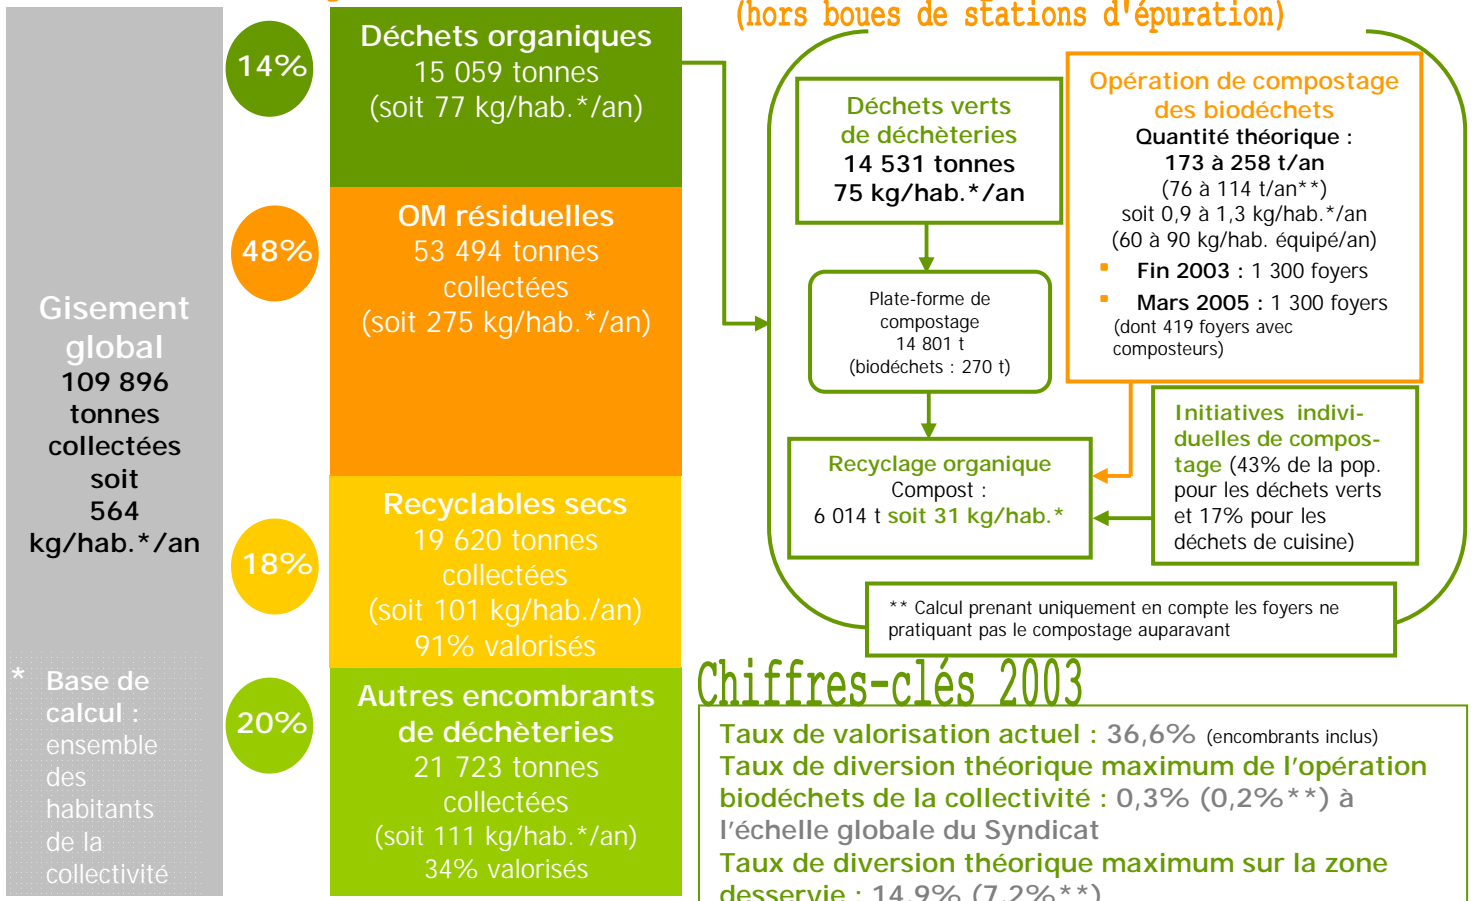 (hors boues de stations d'épuration)
Gisement
global
109 896
tonnes
collectées
soit
564
kg/hab.*/an
* Base de
calcul :
ensemble
des
habitants
de la
collectivité
14%
Déchets organiques
15 059 tonnes
(soit 77 kg/hab.*/an)
48%
OM résiduelles
53 494 tonnes
collectées
(soit 275 kg/hab.*/an)
18%
Recyclables secs
19 620 tonnes
collectées
(soit 101 kg/hab./an)
91% valorisés
20%
Autres encombrants
de déchèteries
21 723 tonnes
collectées
(soit 111 kg/hab.*/an)
34% valorisés
Déchets verts
de déchèteries
14 531 tonnes
75 kg/hab.*/an
Plate-forme de
compostage
14 801 t
(biodéchets : 270 t)
Recyclage organique
Compost :
6 014 t soit 31 kg/hab.*
Opération de compostage
des biodéchets
Quantité théorique :
173 à 258 t/an
(76 à 114 t/an**)
soit 0,9 à 1,3 kg/hab.*/an
(60 à 90 kg/hab. équipé/an)
Fin 2003 : 1 300 foyers
Mars 2005 : 1 300 foyers
(dont 419 foyers avec
composteurs)
Initiatives indivi-
duelles de compos-
tage (43% de la pop.
pour les déchets verts
et 17% pour les
déchets de cuisine)
** Calcul prenant uniquement en compte les foyers ne
pratiquant pas le compostage auparavant
Chiffres-clés 2003
Taux de valorisation actuel : 36,6% (encombrants inclus)
Taux de diversion théorique maximum de l'opération
biodéchets de la collectivité : 0,3% (0,2%**) à
l'échelle globale du Syndicat
Taux de diversion théorique maximum sur la zone
desservie : 14,9% (7,2%**)